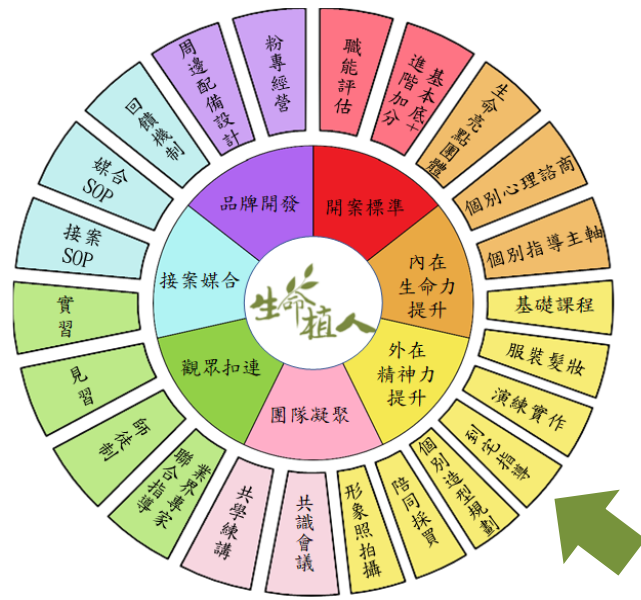 職能評估
基本底+
進階加分
生命亮點團體
個別心理諮商
個別指導主軸
基礎課程
服裝髮妝
演練實作
到宅指導
個別造型規劃
陪同採買
形象照拍攝
共識會議
共學練講
業界專家
聯合指導
師徒制
見習
實習
接案
SOP
媒合
SOP
回饋機制
周邊配備設計
粉專經營
開案標準
內在
生命力
提升
外在
精神力
提升
團隊凝聚
觀眾扣連
接案媒合
品牌開發
生命植人